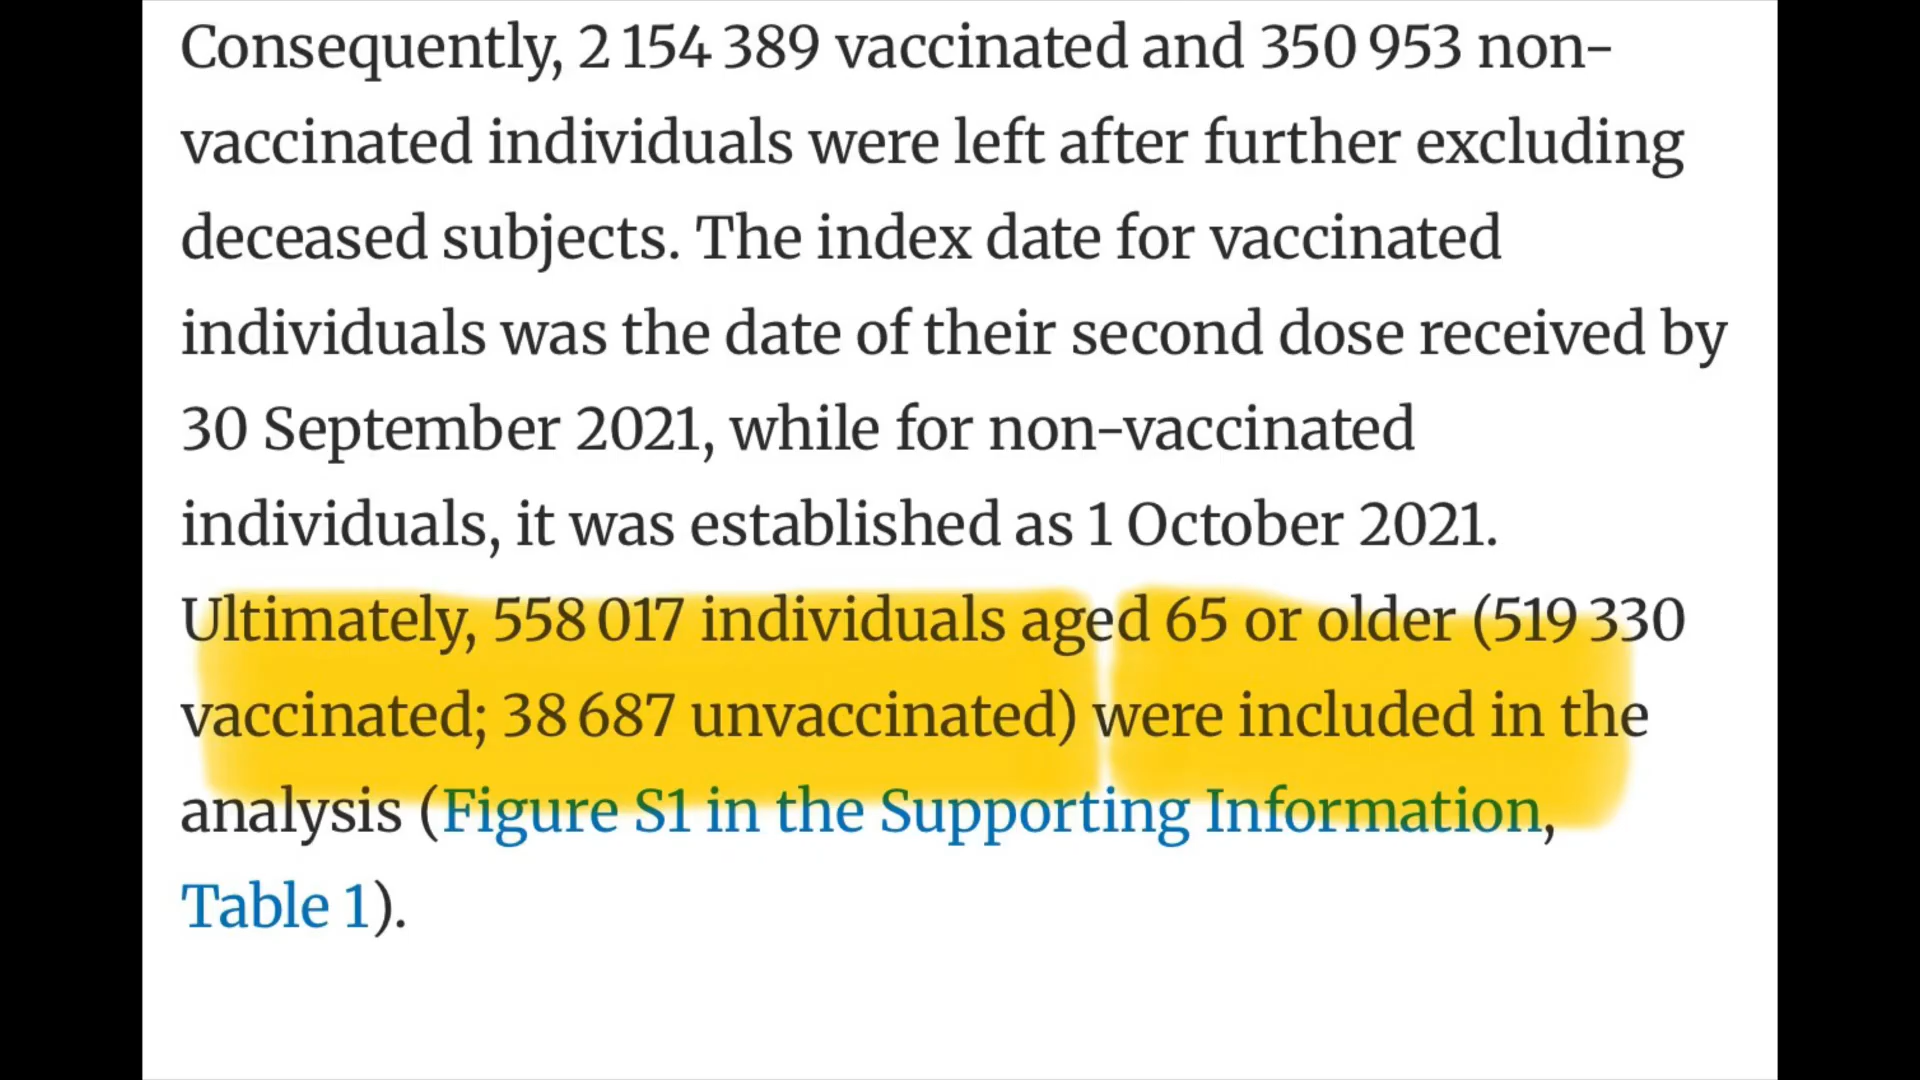 Consequently, 2 154 389 vaccinated and 350 953 non-
vaccinated individuals were left after further excluding
deceased subjects. The index date for vaccinated
individuals was the date of their second dose received by
30 September 2021, while for non-vaccinated
individuals, it was established as 1 October 2021.
Ultimately, 558 017 individuals aged 65 or older (519 330
vaccinated; 38 687 unvaccinated) were included in the
analysis (Figure S1 in the Supporting Information,
Table 1).